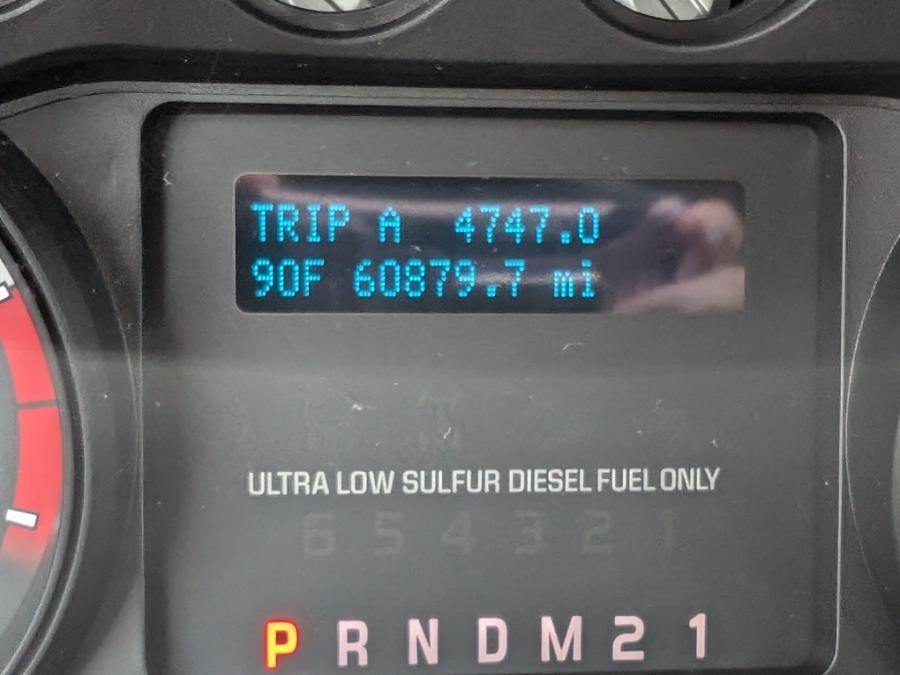 TRIP A 4747.0
90F 60879.7 mi
ULTRA LOW SULFUR DIESEL FUEL ONLY
6 5 4 3 2 1
P R N D M 2 1